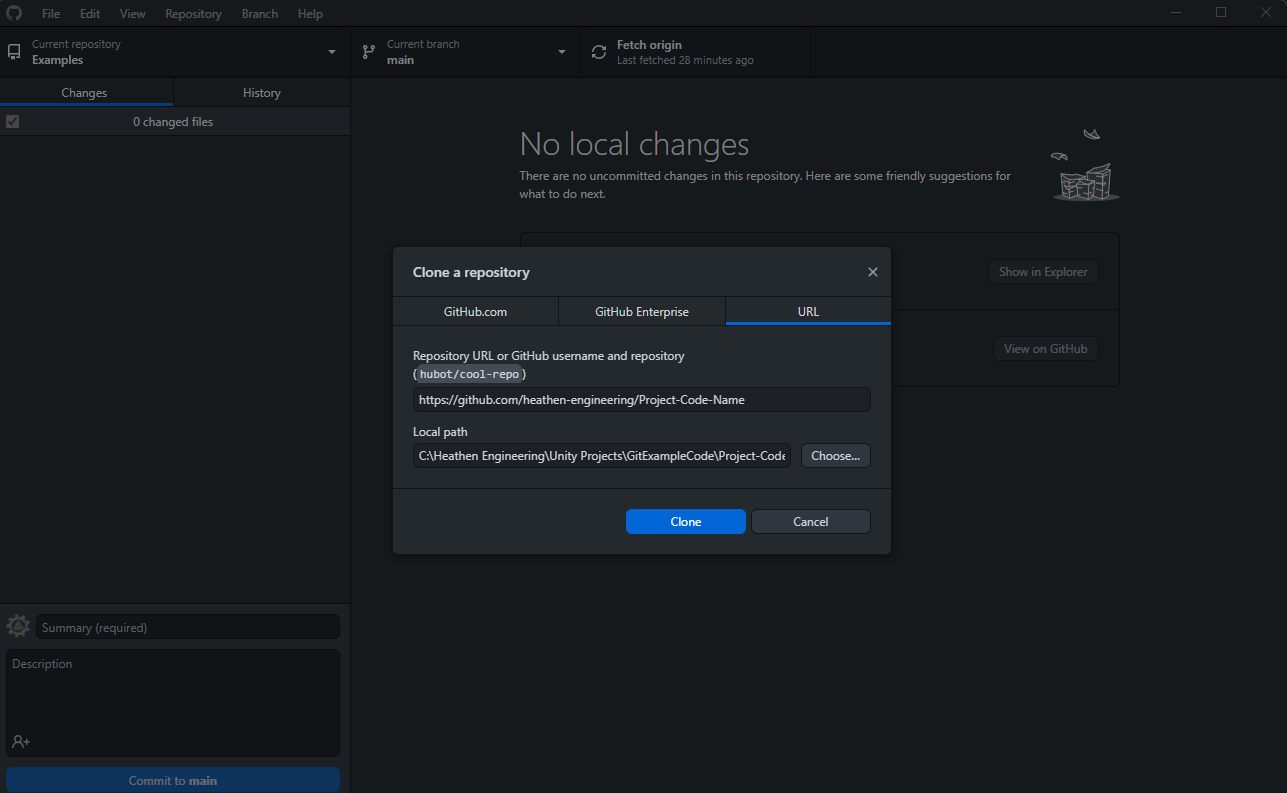 File Edit View Repository Branch Help
Current repository
Examples
Current branch
main
Fetch origin
Last fetched 28 minutes ago
Changes
History
0 changed files
No local changes
There are no uncommitted changes in this repository. Here are some friendly suggestions for
what to do next.
Show in Explorer
View on GitHub
Clone a repository
GitHub.com
GitHub Enterprise
URL
Repository URL or GitHub username and repository
(hubot/cool-repo)
https://github.com/heathen-engineering/Project-Code-Name
Local path
C:\Heathen Engineering\Unity Projects\GitExampleCode\Project-Code
Choose...
Clone
Cancel
Summary (required)
Description
Commit to main